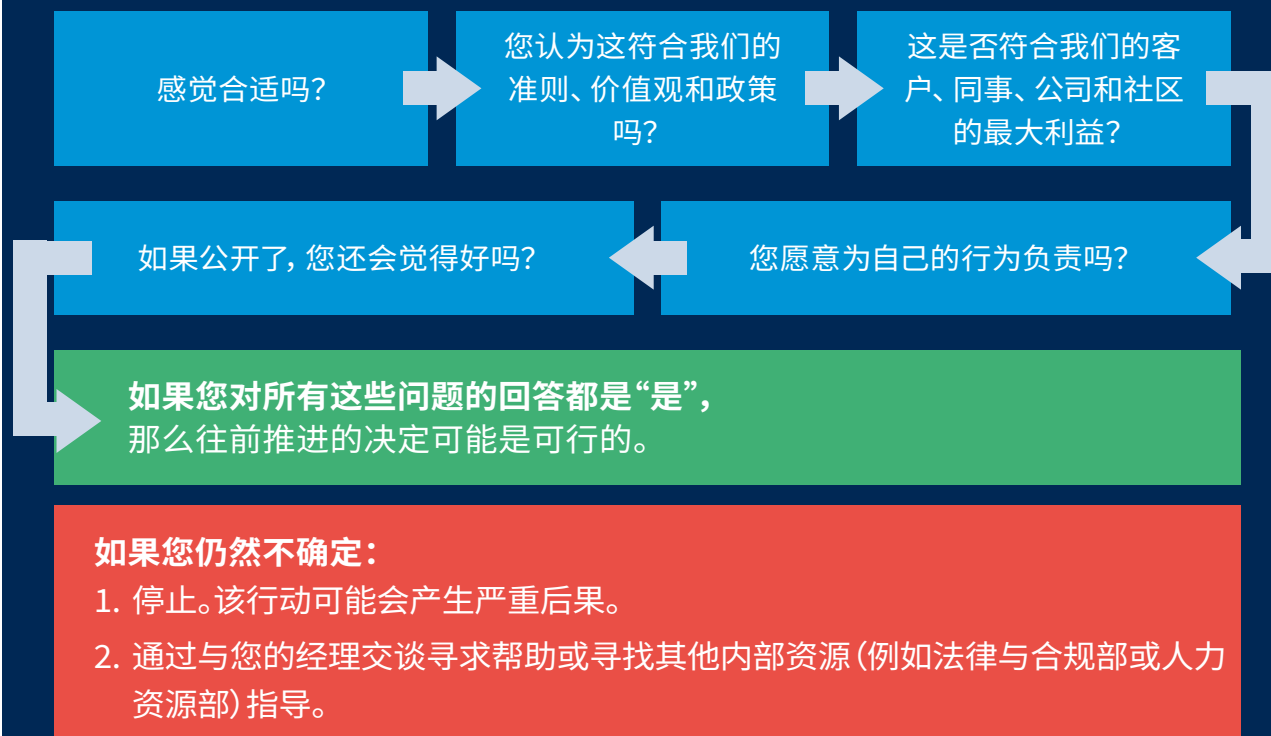 感觉合适吗？
您认为这符合我们的
准则、价值观和政策
吗？
这是否符合我们的客
户、同事、公司和社区
的最大利益？
您愿意为自己的行为负责吗？
如果公开了，您还会觉得好吗？
如果您对所有这些问题的回答都是“是”，
那么往前推进的决定可能是可行的。
如果您仍然不确定：
1. 停止。该行动可能会产生严重后果。
2. 通过与您的经理交谈寻求帮助或寻找其他内部资源（例如法律与合规部或人力
资源部）指导。